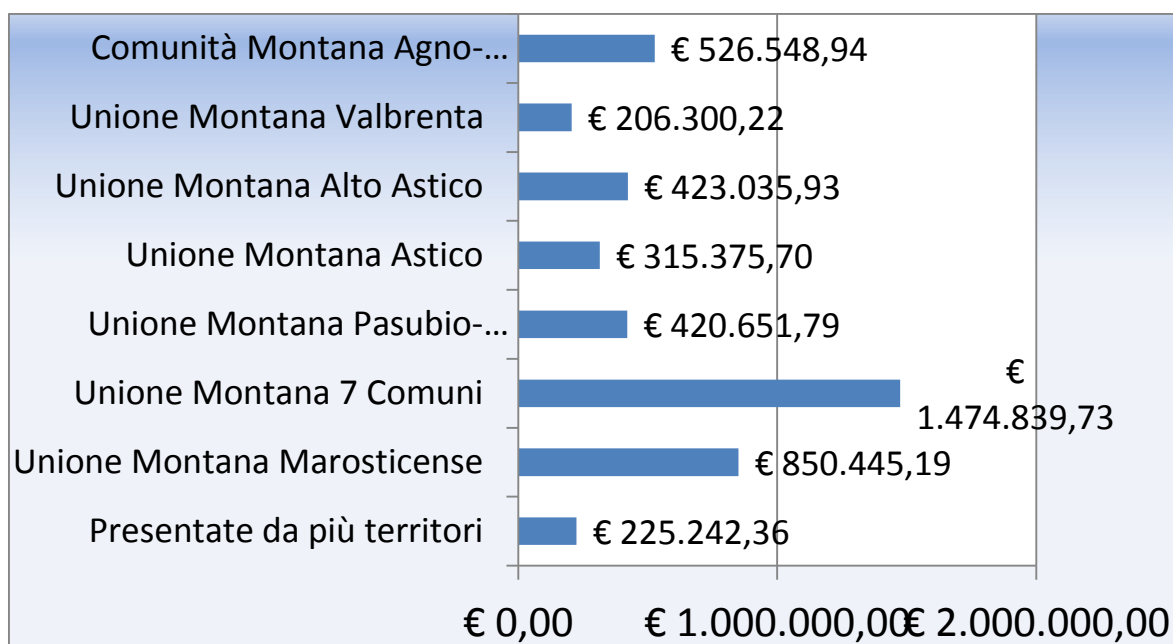 Comunità Montana Agno-... € 526.548,94
Unione Montana Valbrenta € 206.300,22
Unione Montana Alto Astico € 423.035,93
Unione Montana Astico € 315.375,70
Unione Montana Pasubio-... € 420.651,79
Unione Montana 7 Comuni €
1.474.839,73
Unione Montana Marosticense € 850.445,19
Presentate da più territori € 225.242,36
€ 0,00 € 1.000.000,00 € 2.000.000,00